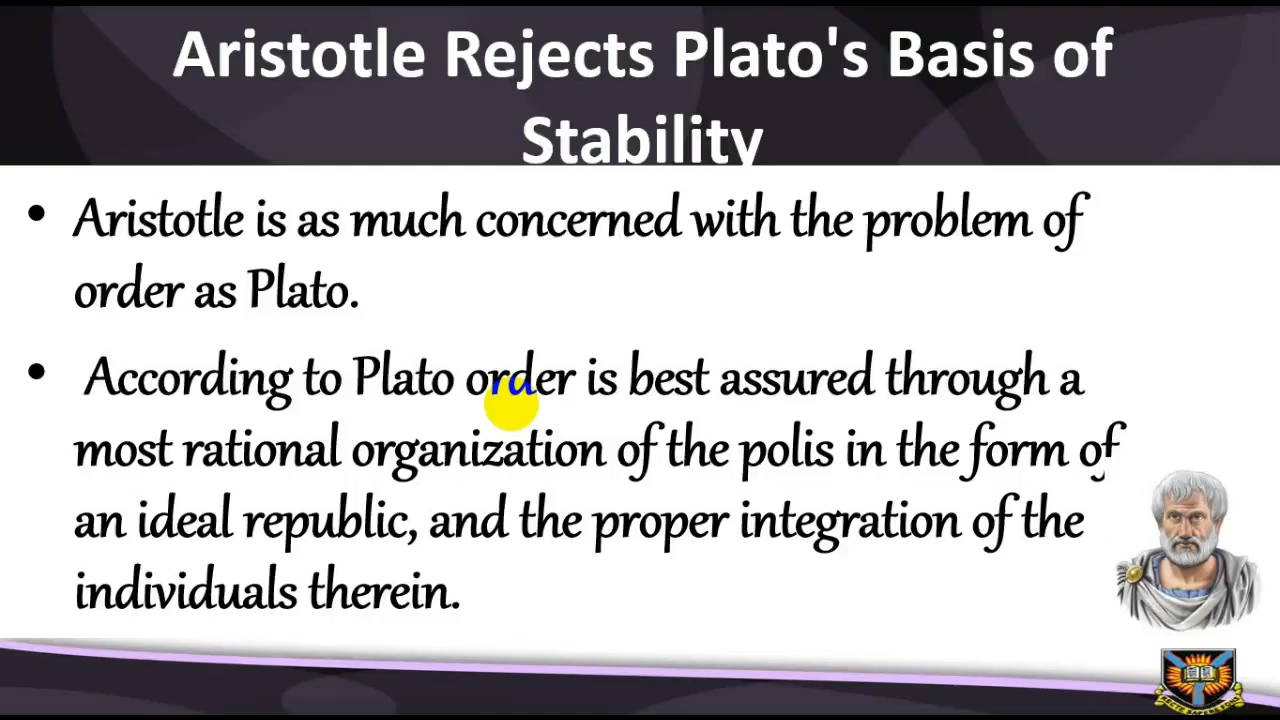 Aristotle Rejects Plato's Basis of
Stability
• Aristotle is as much concerned with the problem of
order as Plato.
• According to Plato order is best assured through a
most rational organization of the polis in the form of
an ideal republic, and the proper integration of the
individuals therein.